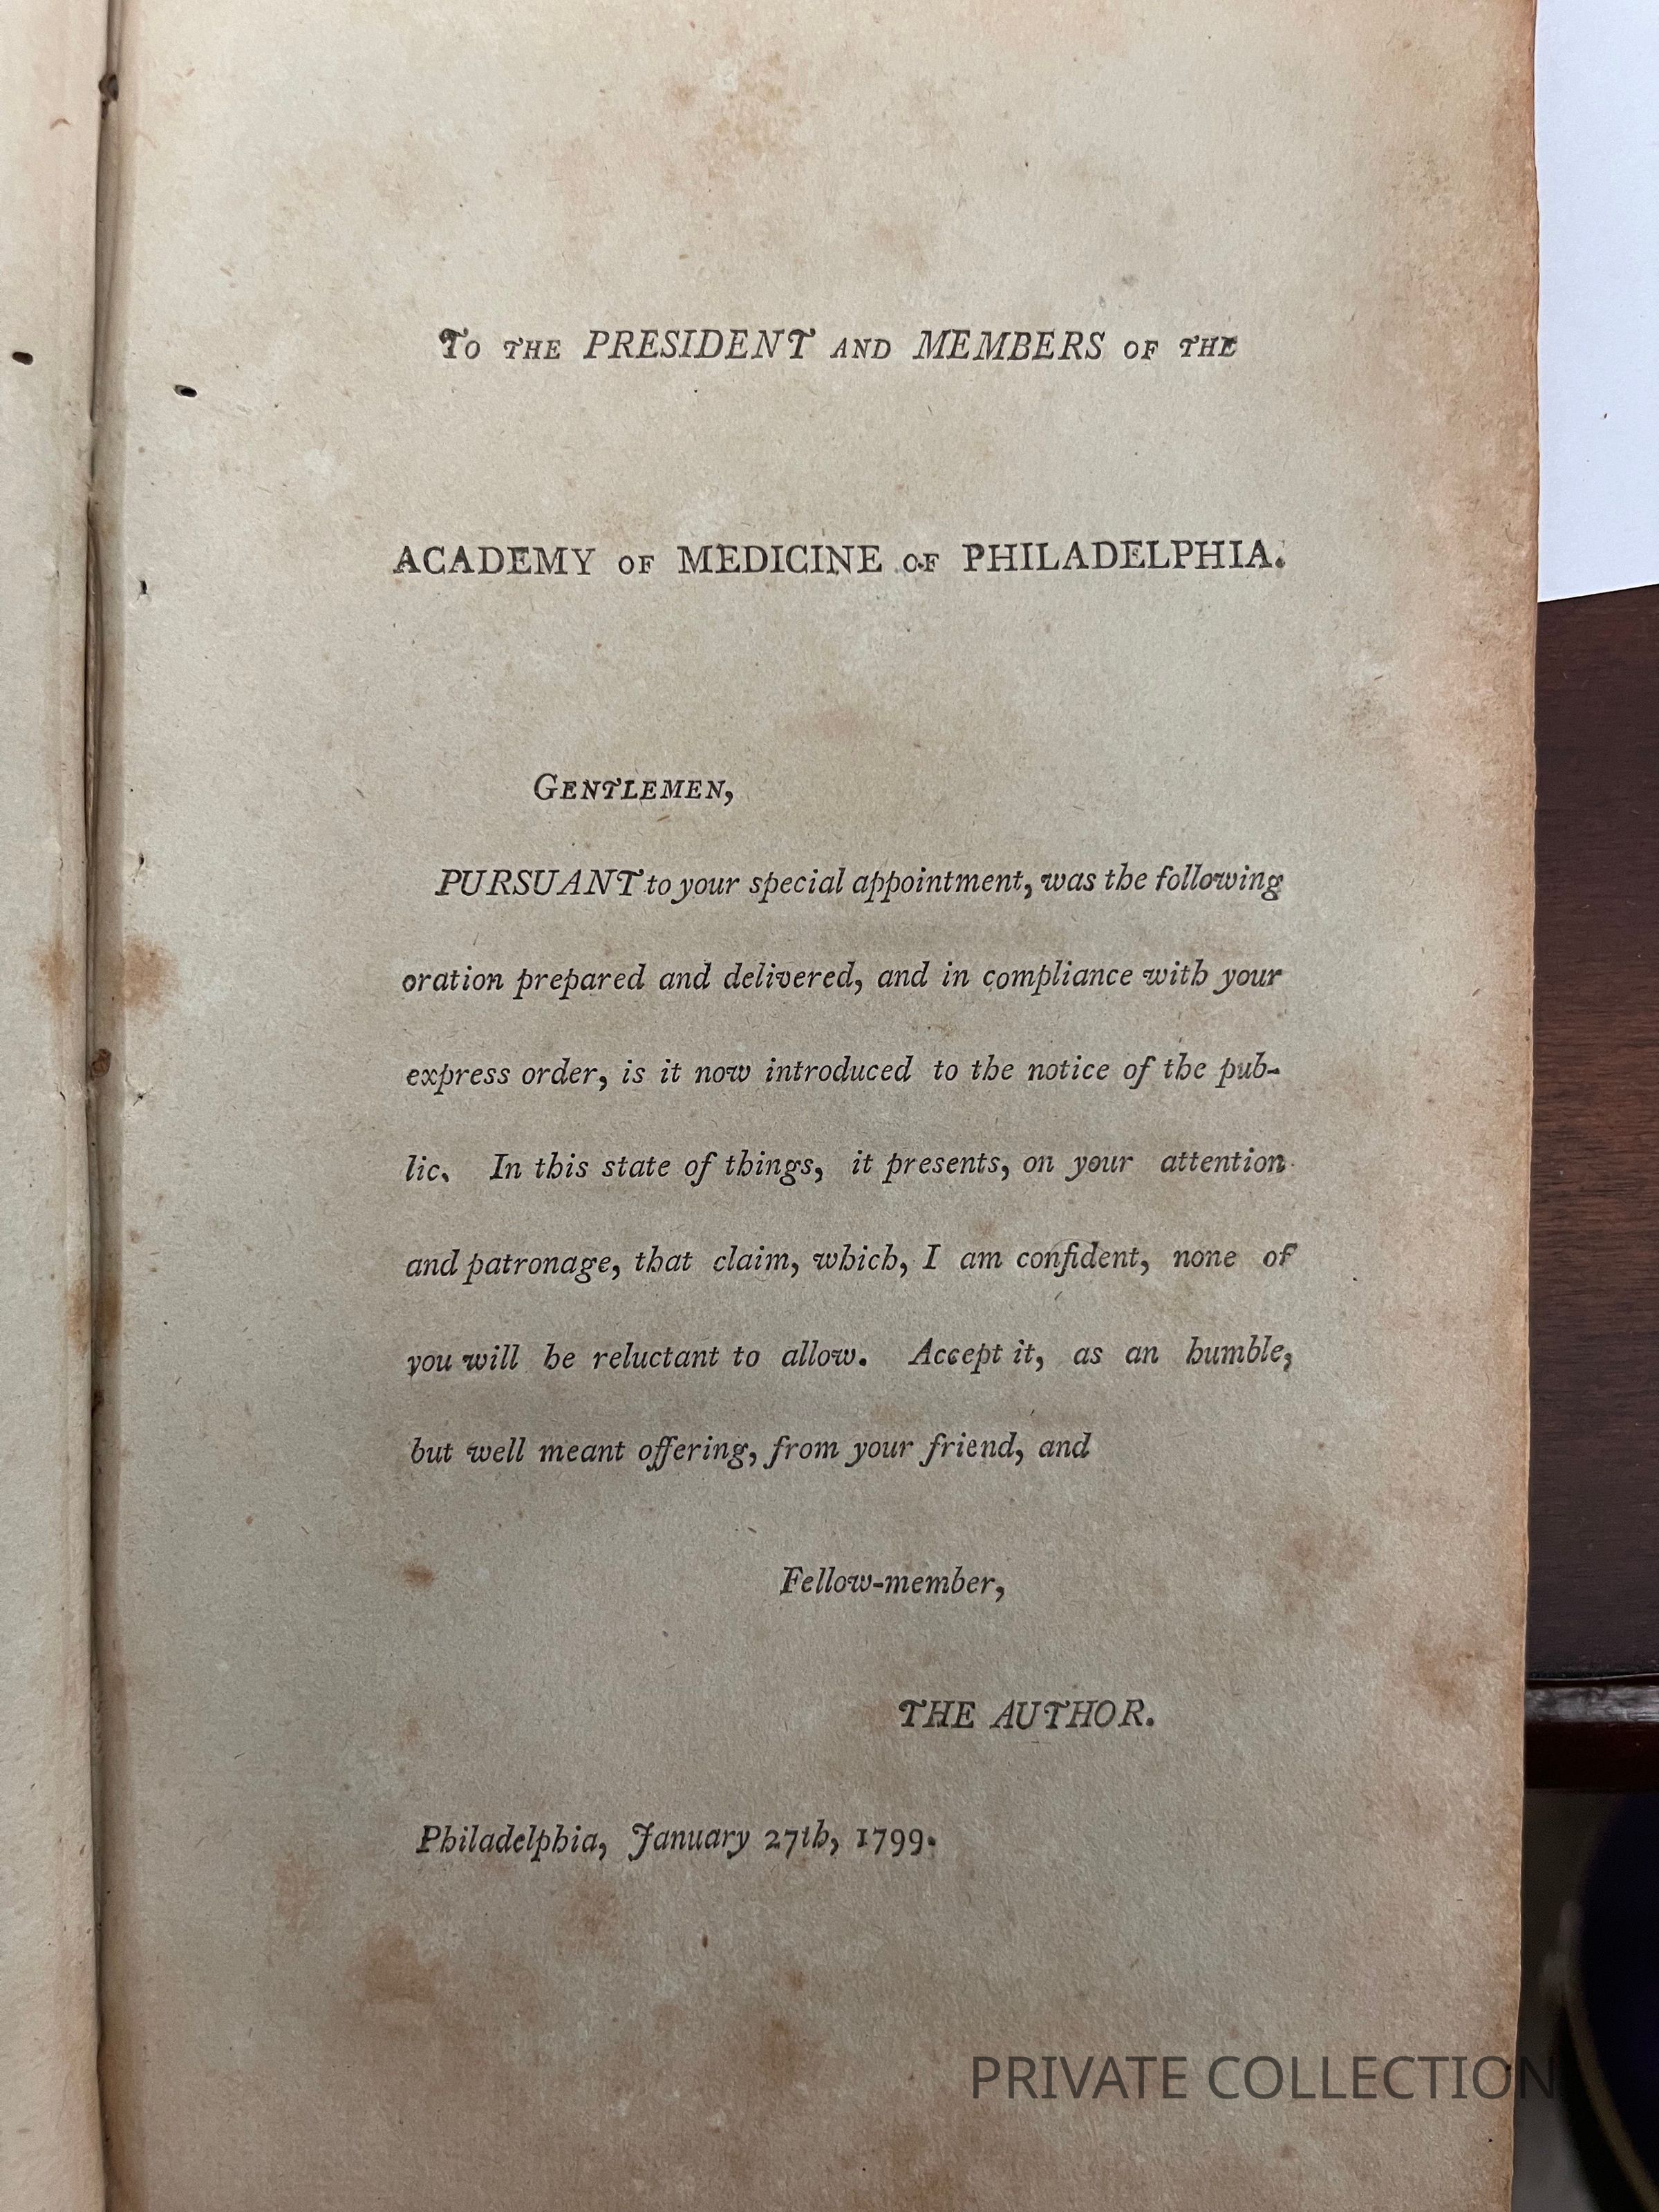 To the PRESIDENT and MEMBERS of the
ACADEMY of MEDICINE of PHILADELPHIA.
Gentlemen,
PURSUANT to your special appointment, was the following
oration prepared and delivered, and in compliance with your
express order, is it now introduced to the notice of the pub-
lic. In this state of things, it presents, on your attention
and patronage, that claim, which, I am confident, none of
you will be reluctant to allow. Accept it, as an humble,
but well meant offering, from your friend, and
Fellow-member,
THE AUTHOR.
Philadelphia, January 27th, 1799.
PRIVATE COLLECTION